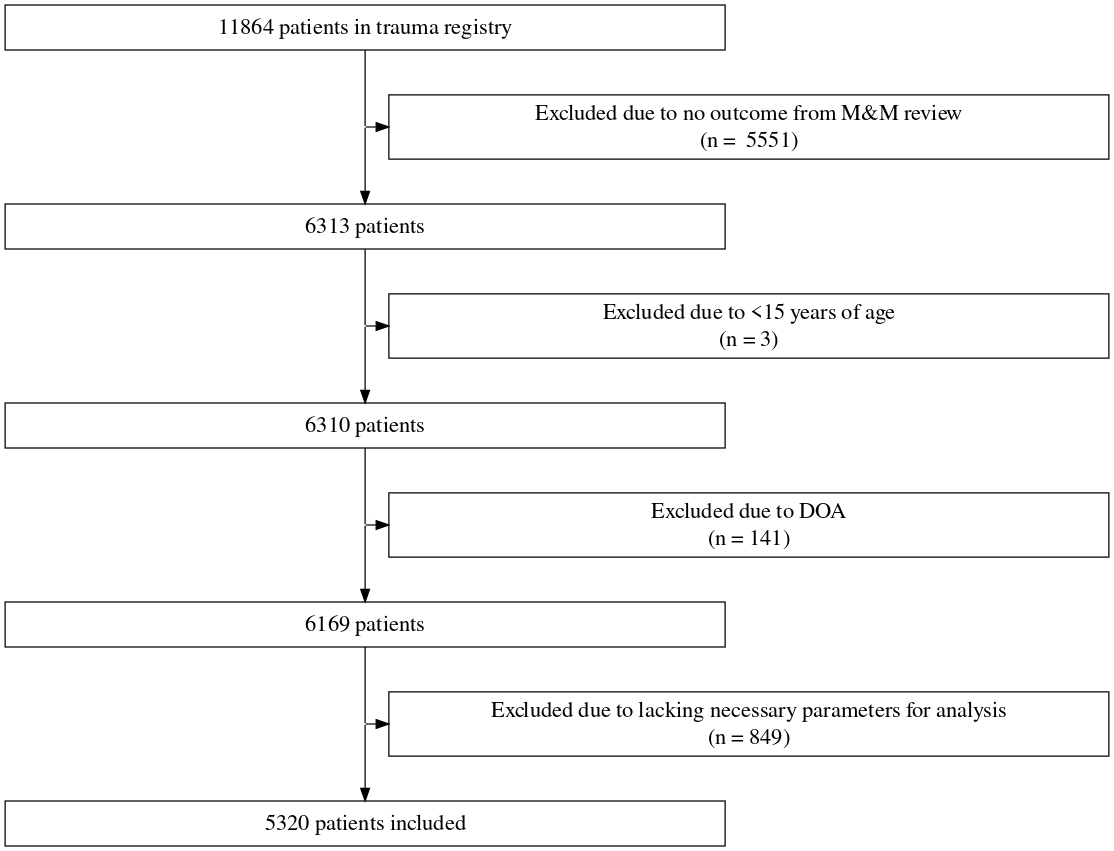 11864 patients in trauma registry
Excluded due to no outcome from M&M review
(n =  5551)
6313 patients
Excluded due to <15 years of age
(n = 3)
6310 patients
Excluded due to DOA
(n = 141)
6169 patients
Excluded due to lacking necessary parameters for analysis
(n = 849)
5320 patients included